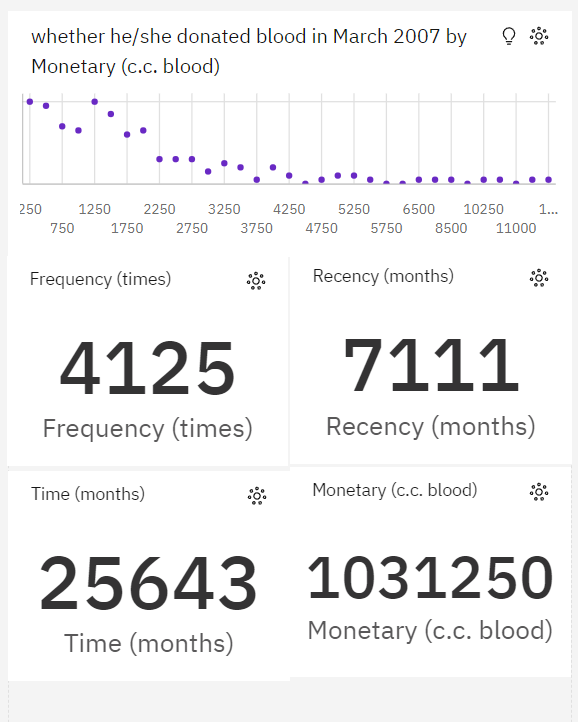 whether he/she donated blood in March 2007 by
Monetary (c.c. blood)
250 1250 2250 3250 4250 5250 6500 10250 1...
750 1750 2750 3750 4750 5750 8500 11000
Frequency (times)
4125
Frequency (times)
Recency (months)
7111
Recency (months)
Time (months)
25643
Time (months)
Monetary (c.c. blood)
1031250
Monetary (c.c. blood)